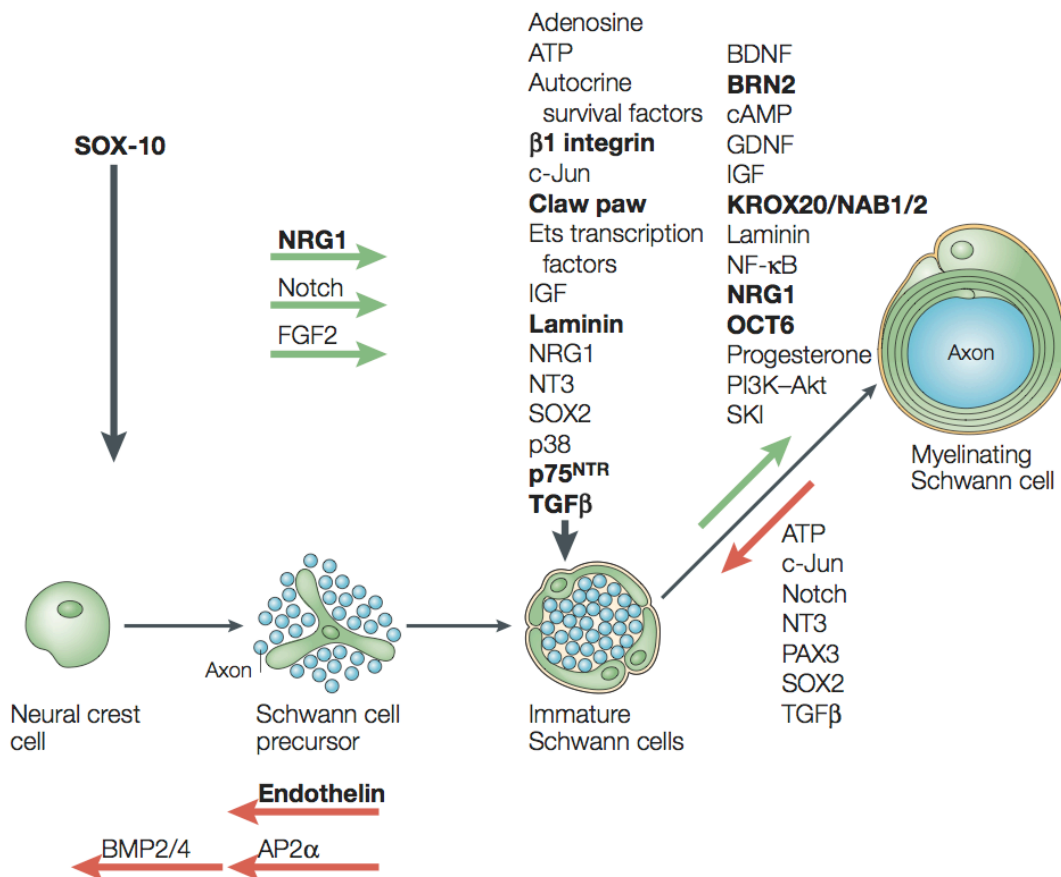 SOX-10
NRG1
Notch
FGF2
Adenosine
ATP
Autocrine
survival factors
β1 integrin
c-Jun
Claw paw
Ets transcription
factors
IGF
Laminin
NRG1
NT3
SOX2
p38
p75NTR
TGFβ
BDNF
BRN2
cAMP
GDNF
IGF
KROX20/NAB1/2
Laminin
NF-κB
NRG1
OCT6
Progesterone
PI3K–Akt
SKI
Axon
Myelinating
Schwann cell
ATP
c-Jun
Notch
NT3
PAX3
SOX2
TGFβ
Axon
Neural crest
cell
Schwann cell
precursor
Immature
Schwann cells
Endothelin
BMP2/4
AP2α